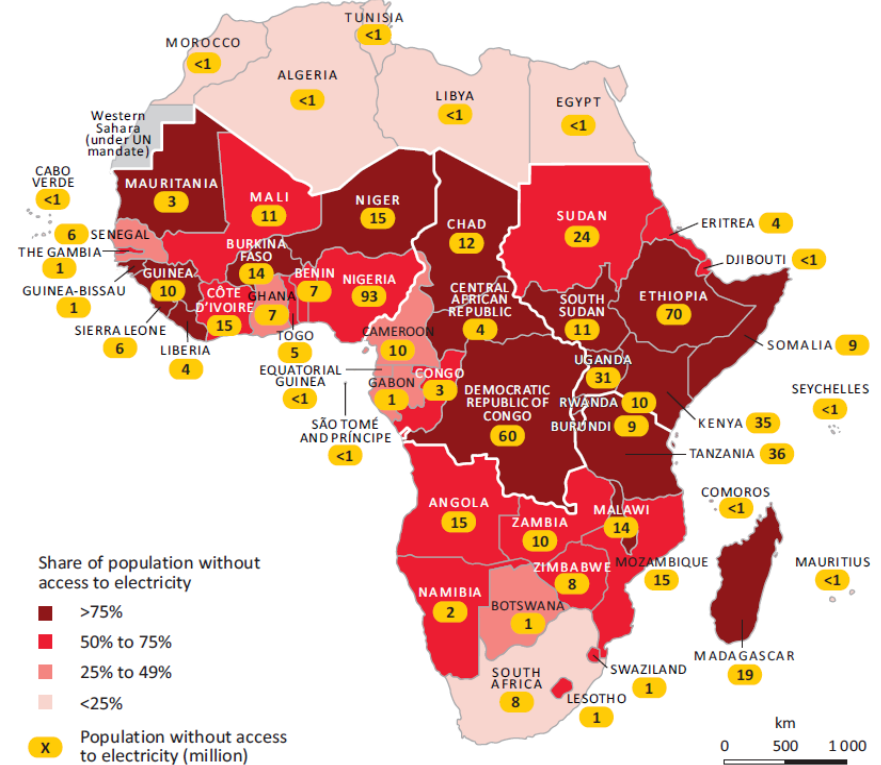 TUNISIA
<1
MOROCCO
<1
ALGERIA
<1
LIBYA
<1
EGYPT
<1
Western
Sahara
(under UN
mandate)
CABO
VERDE
<1
MAURITANIA
3
MALI
11
NIGER
15
CHAD
12
SUDAN
24
ERITREA 4
DJIBOUTI <1
6 SENEGAL
THE GAMBIA
1
GUINEA-BISSAU
1
GUINEA
10
SIERRA LEONE
6
LIBERIA
4
CÔTE
D'IVOIRE
15
BURKINA
FASO
14
GHANA
7
TOGO
5
BENIN
7
NIGERIA
93
CAMEROON
10
CENTRAL
AFRICAN
REPUBLIC
4
SOUTH
SUDAN
11
ETHIOPIA
70
SOMALIA 9
EQUATORIAL
GUINEA
<1
SÃO TOMÉ
AND PRÍNCIPE
<1
GABON
1
CONGO
3
DEMOCRATIC
REPUBLIC OF
CONGO
60
UGANDA
31
RWANDA 10
BURUNDI 9
KENYA 35
TANZANIA 36
SEYCHELLES
<1
COMOROS
<1
ANGOLA
15
ZAMBIA
10
MALAWI
14
MOZAMBIQUE
15
ZIMBABWE
8
NAMIBIA
2
BOTSWANA
1
SOUTH
AFRICA
8
SWAZILAND
1
LESOTHO
1
MADAGASCAR
19
MAURITIUS
<1
Share of population without
access to electricity
>75%
50% to 75%
25% to 49%
<25%
X Population without access
to electricity (million)
km
0 500 1 000